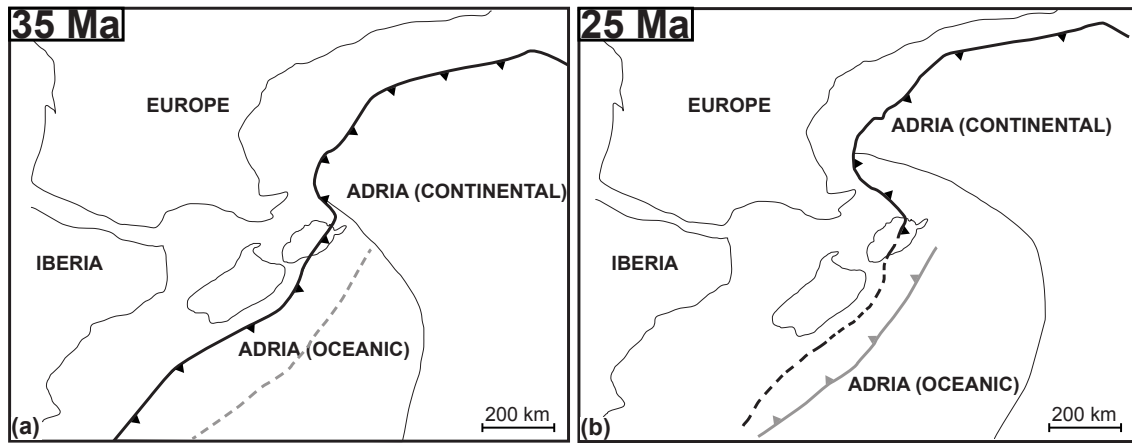 35 Ma
EUROPE
ADRIA (CONTINENTAL)
IBERIA
ADRIA (OCEANIC)
(a)
200 km
25 Ma
EUROPE
ADRIA (CONTINENTAL)
IBERIA
ADRIA (OCEANIC)
(b)
200 km